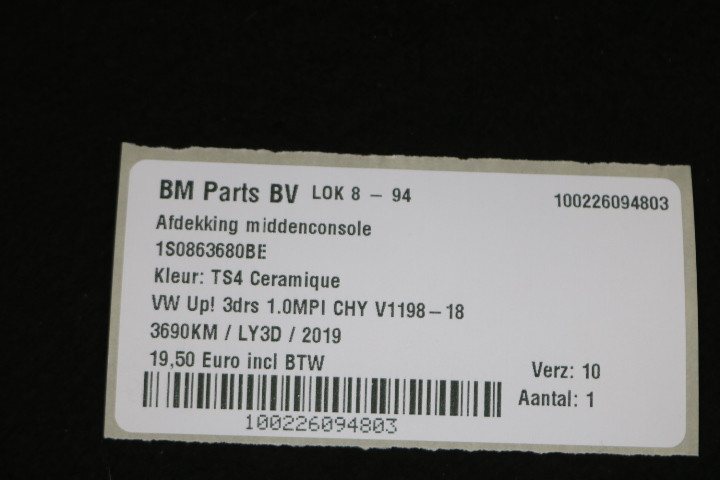 BM Parts BV LOK 8 - 94 100226094803
Afdekking middenconsole
1S0863680BE
Kleur: TS4 Ceramique
VW Up! 3drs 1.0MPI CHY V1198-18
3690KM / LY3D / 2019
19,50 Euro incl BTW Verz: 10
Aantal: 1
100226094803